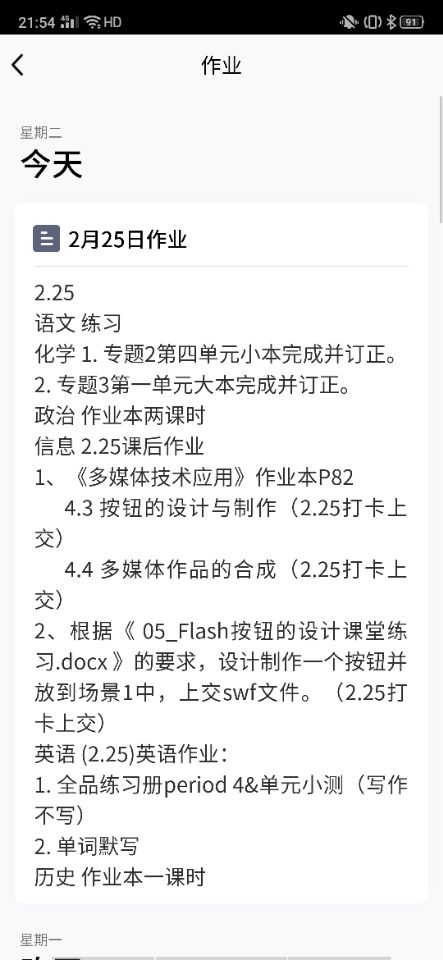 21:54 HD 91
作业
星期二
今天
2月25日作业
2.25
语文 练习
化学 1. 专题2第四单元小本完成并订正。
2. 专题3第一单元大本完成并订正。
政治 作业本两课时
信息 2.25课后作业
1、《多媒体技术应用》作业本P82
4.3 按钮的设计与制作（2.25打卡上
交）
4.4 多媒体作品的合成（2.25打卡上
交）
2、根据《 05_Flash按钮的设计课堂练
习.docx 》的要求，设计制作一个按钮并
放到场景1中，上交swf文件。（2.25打
卡上交）
英语 (2.25)英语作业：
1. 全品练习册period 4&单元小测（写作
不写）
2. 单词默写
历史 作业本一课时
星期一